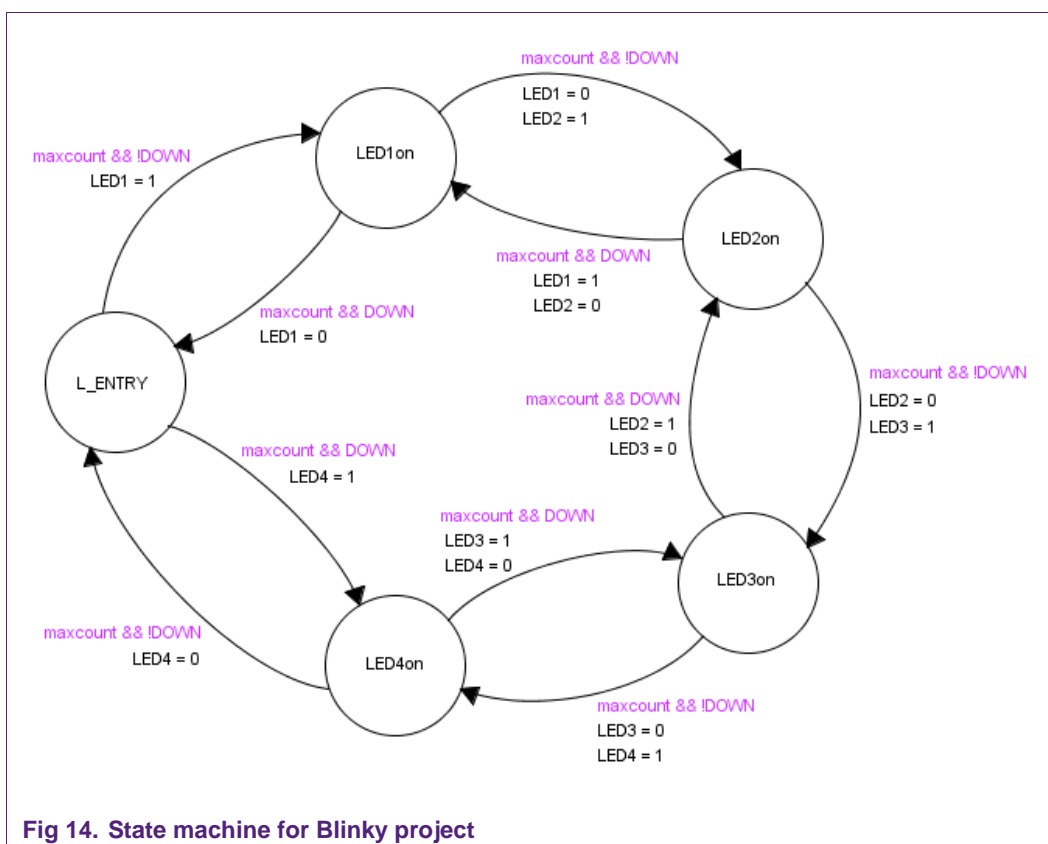 maxcount && !DOWN
LED1 = 0
LED2 = 1
LED1on
maxcount && !DOWN
LED1 = 1
LED2on
maxcount && DOWN
LED1 = 1
LED2 = 0
maxcount && DOWN
LED1 = 0
L_ENTRY
maxcount && !DOWN
LED2 = 0
LED3 = 1
maxcount && DOWN
LED2 = 1
LED3 = 0
maxcount && DOWN
LED4 = 1
maxcount && DOWN
LED3 = 1
LED4 = 0
LED3on
maxcount && !DOWN
LED4 = 0
LED4on
maxcount && !DOWN
LED3 = 0
LED4 = 1
Fig 14. State machine for Blinky project